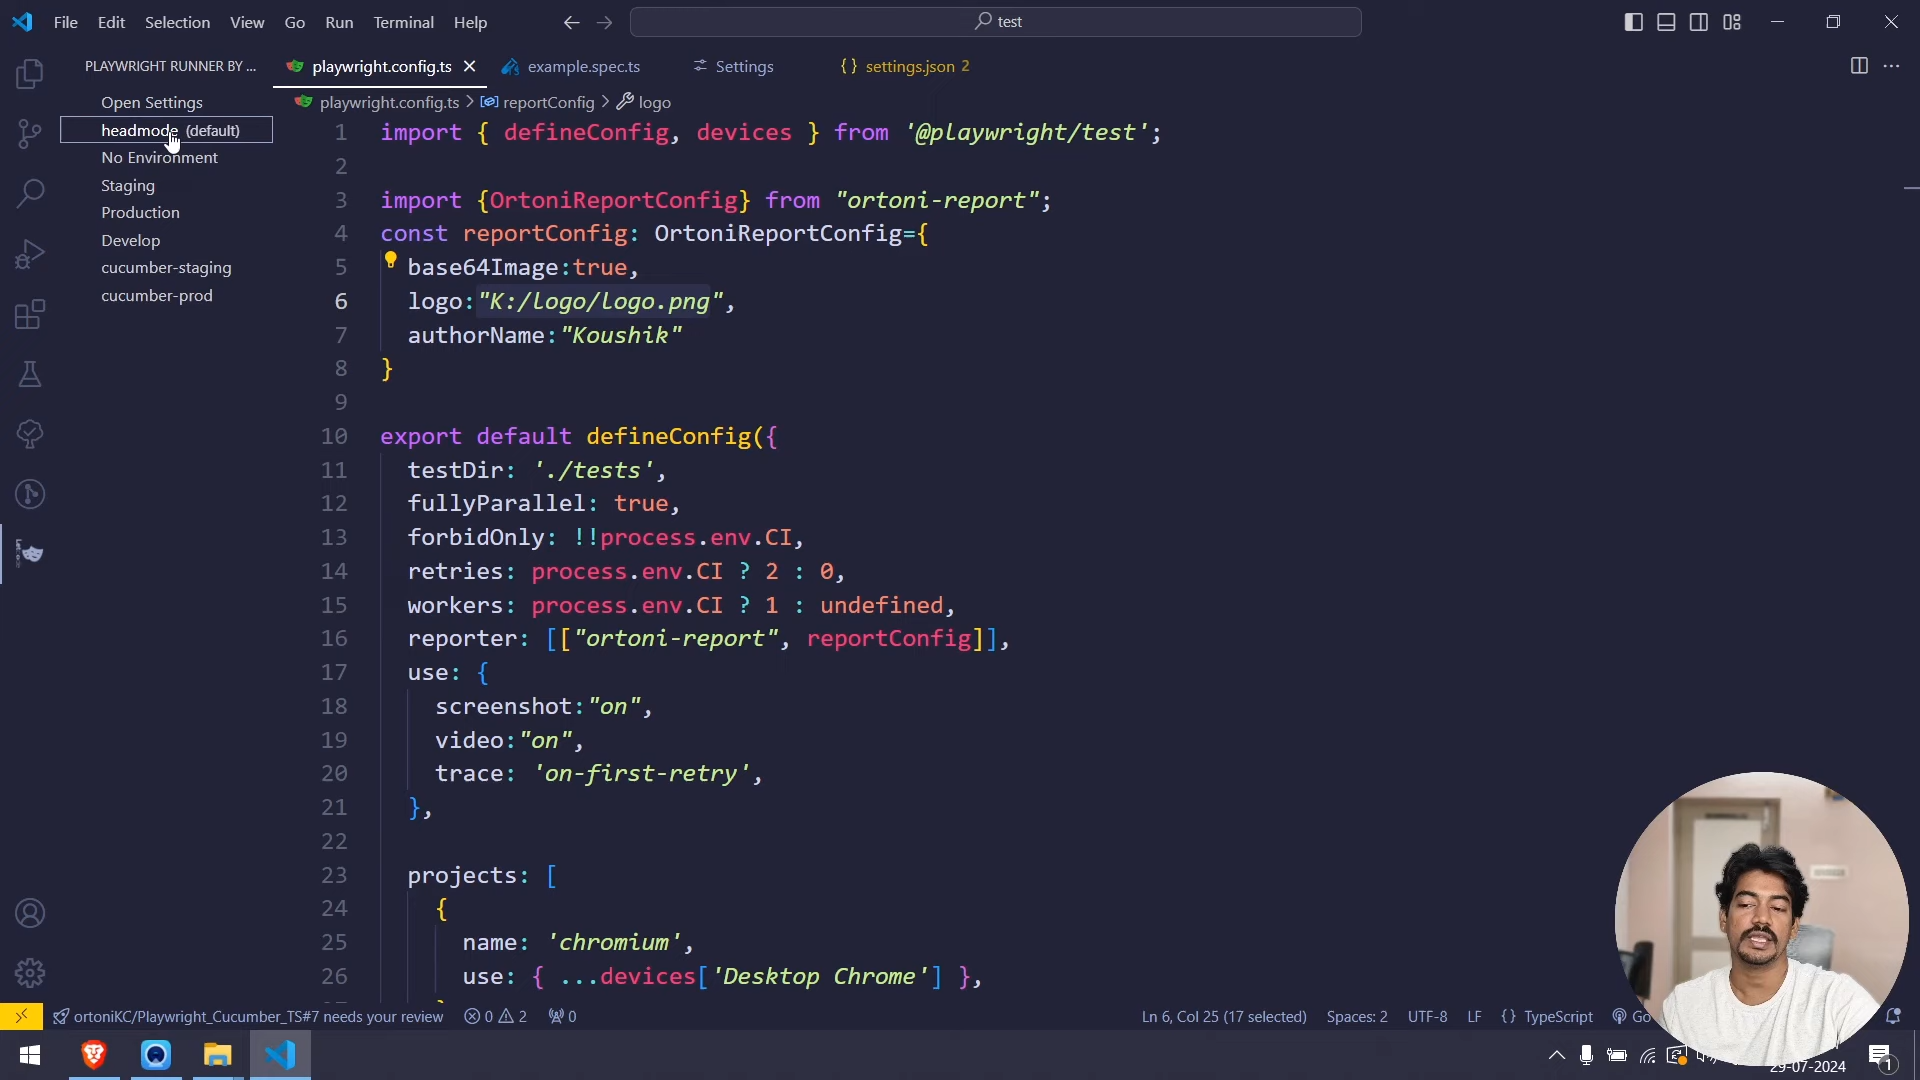 File Edit Selection View Go Run Terminal Help
test
PLAYWRIGHT RUNNER BY ...
playwright.config.ts
example.spec.ts
Settings
{} settings.json 2
playwright.config.ts > reportConfig > logo
Open Settings
headmode (default)
No Environment
Staging
Production
Develop
cucumber-staging
cucumber-prod
1 import { defineConfig, devices } from '@playwright/test';
2
3 import {OrtoniReportConfig} from "ortoni-report";
4 const reportConfig: OrtoniReportConfig={
5 base64Image:true,
6 logo:"K:/logo/logo.png",
7 authorName:"Koushik"
8 }
9
10 export default defineConfig({
11 testDir: './tests',
12 fullyParallel: true,
13 forbidOnly: !!process.env.CI,
14 retries: process.env.CI ? 2 : 0,
15 workers: process.env.CI ? 1 : undefined,
16 reporter: [["ortoni-report", reportConfig]],
17 use: {
18 screenshot:"on",
19 video:"on",
20 trace: 'on-first-retry',
21 },
22
23 projects: [
24 {
25 name: 'chromium',
26 use: { ...devices['Desktop Chrome'] },
ortoniKC/Playwright_Cucumber_TS#7 needs your review 0 2 0
Ln 6, Col 25 (17 selected) Spaces: 2 UTF-8 LF {} TypeScript Go
29-07-2024
1